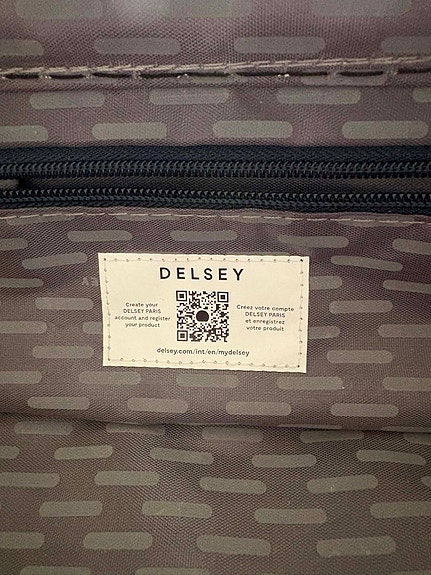 DELSEY
Create your
DELSEY PARIS
account and register
your product
Creez votre compte
DELSEY PARIS
et enregistrez
votre produit
delsey.com/int/en/mydelsey